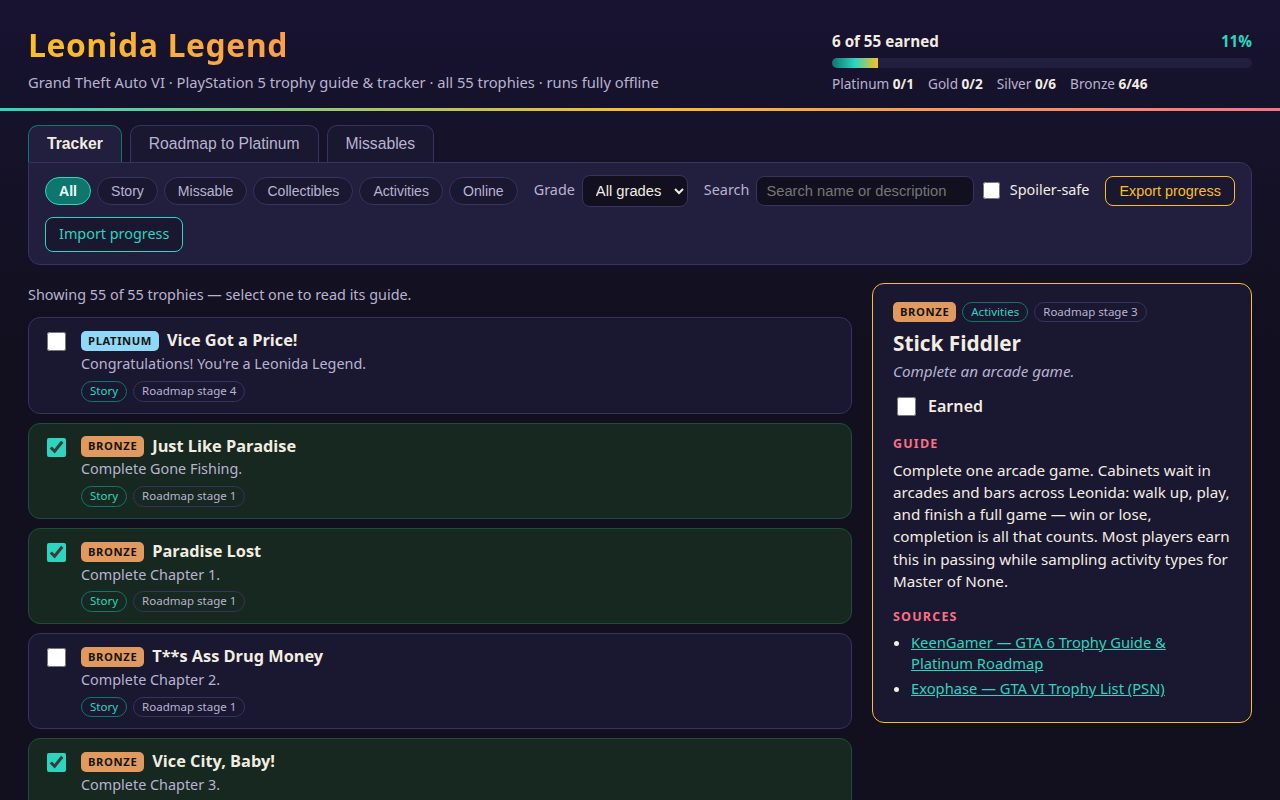 Leonida Legend
Grand Theft Auto VI · PlayStation 5 trophy guide & tracker · all 55 trophies · runs fully offline
6 of 55 earned 11%
Platinum 0/1 Gold 0/2 Silver 0/6 Bronze 6/46
Tracker Roadmap to Platinum Missables
All Story Missable Collectibles Activities Online Grade All grades Search Search name or description Spoiler-safe Export progress
Import progress
Showing 55 of 55 trophies — select one to read its guide.
PLATINUM Vice Got a Price!
Congratulations! You're a Leonida Legend.
Story Roadmap stage 4
BRONZE Just Like Paradise
Complete Gone Fishing.
Story Roadmap stage 1
BRONZE Paradise Lost
Complete Chapter 1.
Story Roadmap stage 1
BRONZE T**s Ass Drug Money
Complete Chapter 2.
Story Roadmap stage 1
BRONZE Vice City, Baby!
Complete Chapter 3.
BRONZE Activities Roadmap stage 3
Stick Fiddler
Complete an arcade game.
Earned
GUIDE
Complete one arcade game. Cabinets wait in
arcades and bars across Leonida: walk up, play,
and finish a full game — win or lose,
completion is all that counts. Most players earn
this in passing while sampling activity types for
Master of None.
SOURCES
KeenGamer — GTA 6 Trophy Guide &
Platinum Roadmap
Exophase — GTA VI Trophy List (PSN)